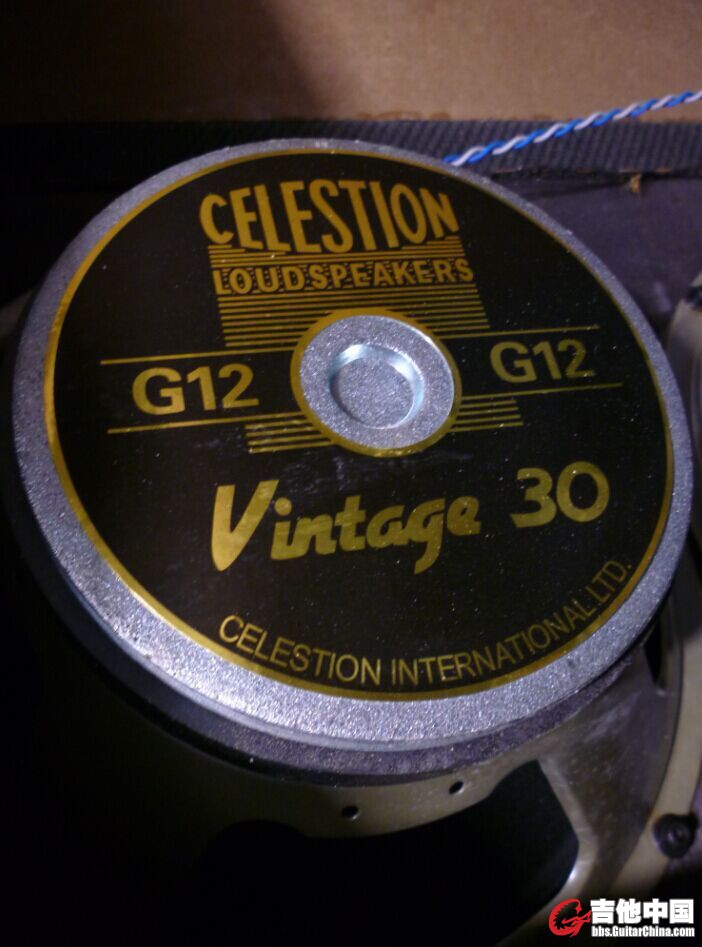 CELESTION
LOUDSPEAKERS
G12 G12
Vintage 30
CELESTION INTERNATIONAL LTD.
吉他中国
bbs.GuitarChina.com